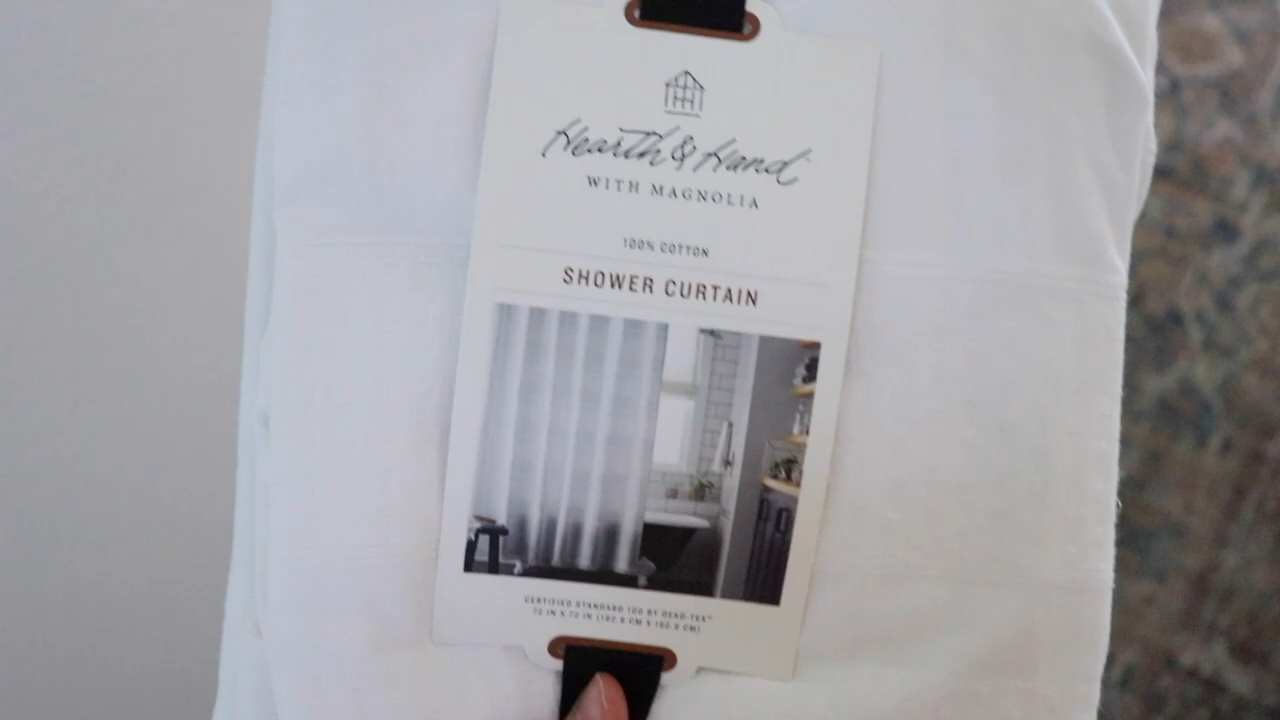 Hearth & Hand
WITH MAGNOLIA
100% COTTON
SHOWER CURTAIN
CERTIFIED STANDARD 100 BY OEKO-TEX®
72 IN X 72 IN (182.8 CM X 182.8 CM)